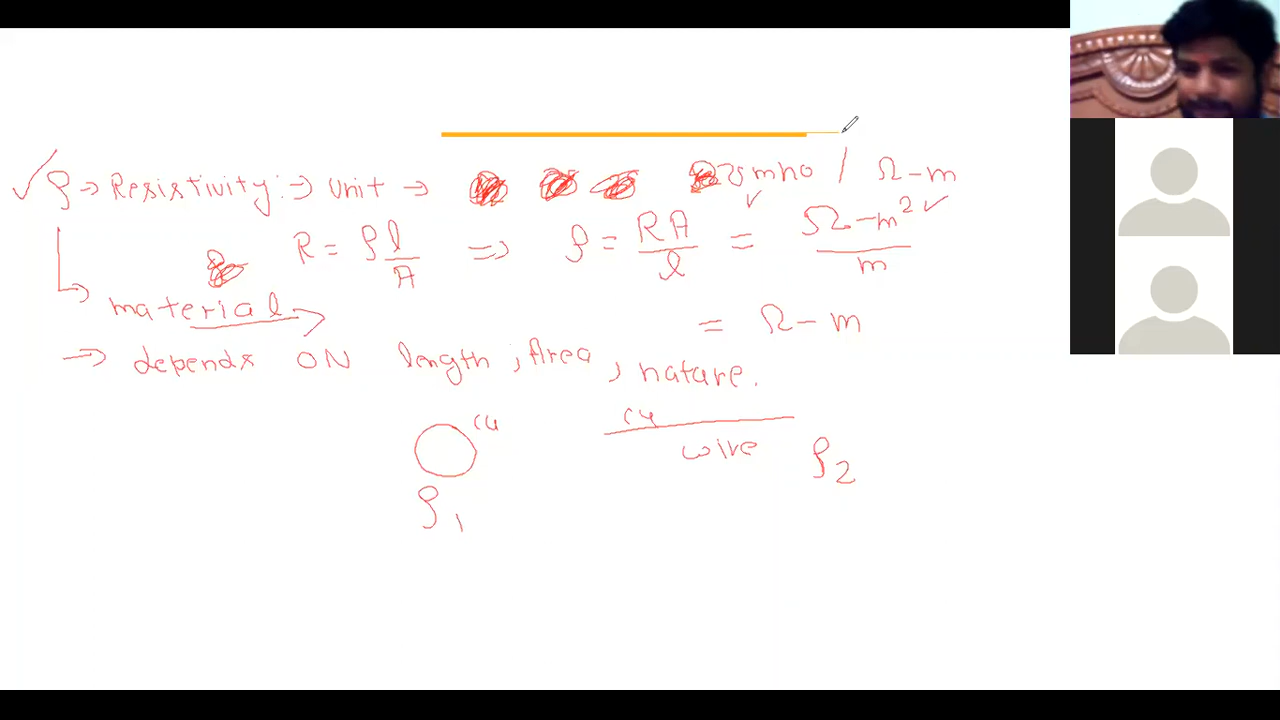 ρ → Resistivity :→ Unit → ℧ mho / Ω-m
R = ρl/A ⇒ ρ = RA/l = Ω-m²/m
material
= Ω-m
→ depends ON length, Area, nature.
Cu Cu
wire
ρ₂
ρ₁